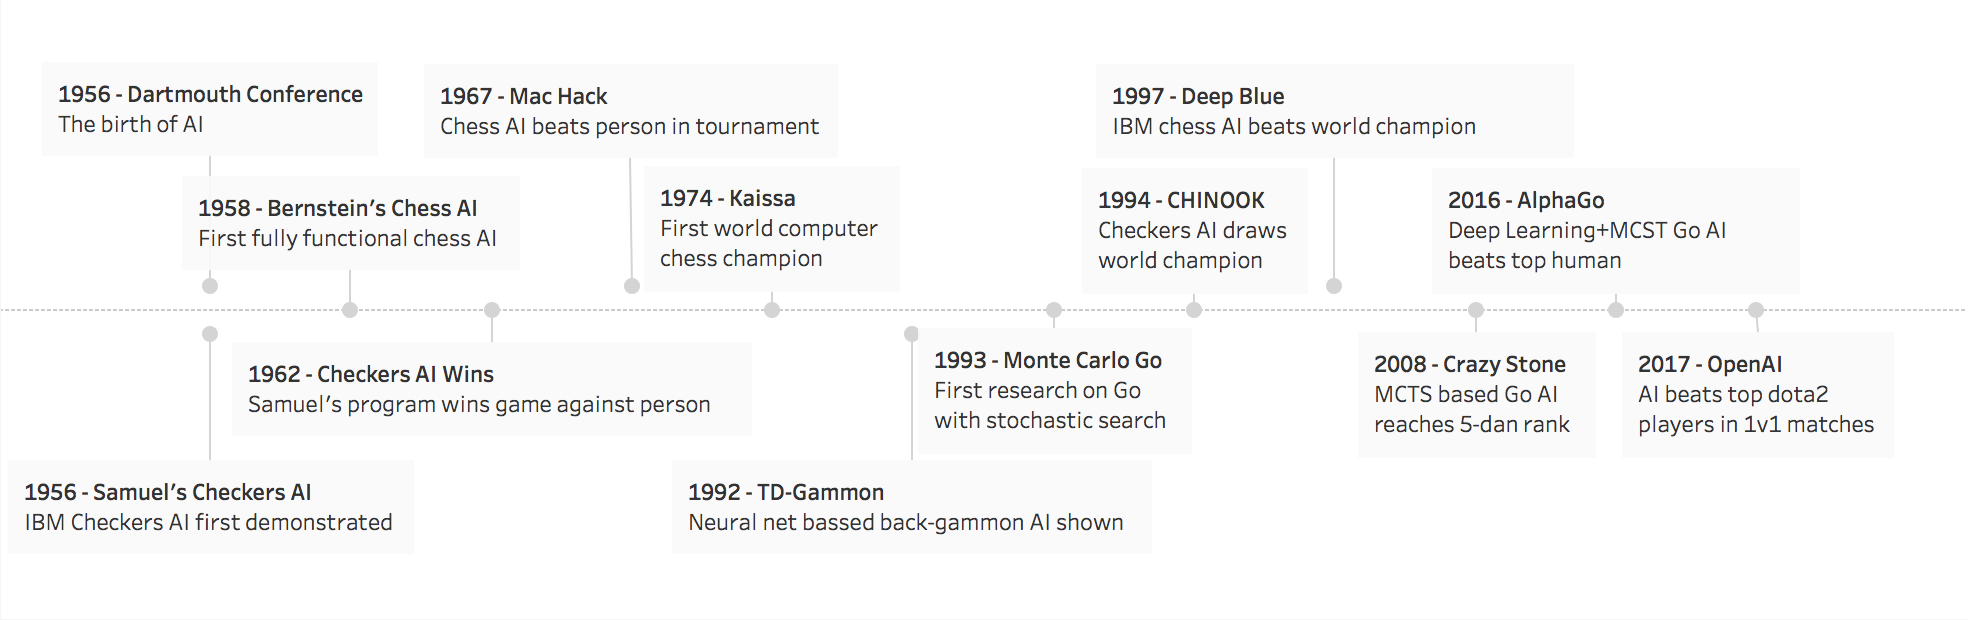 1956 - Dartmouth Conference
The birth of AI
1967 - Mac Hack
Chess AI beats person in tournament
1997 - Deep Blue
IBM chess AI beats world champion
1958 - Bernstein's Chess AI
First fully functional chess AI
1974 - Kaissa
First world computer
chess champion
1994 - CHINOOK
Checkers AI draws
world champion
2016 - AlphaGo
Deep Learning+MCST Go AI
beats top human
1962 - Checkers AI Wins
Samuel's program wins game against person
1993 - Monte Carlo Go
First research on Go
with stochastic search
2008 - Crazy Stone
MCTS based Go AI
reaches 5-dan rank
2017 - OpenAI
AI beats top dota2
players in 1v1 matches
1956 - Samuel's Checkers AI
IBM Checkers AI first demonstrated
1992 - TD-Gammon
Neural net bassed back-gammon AI shown